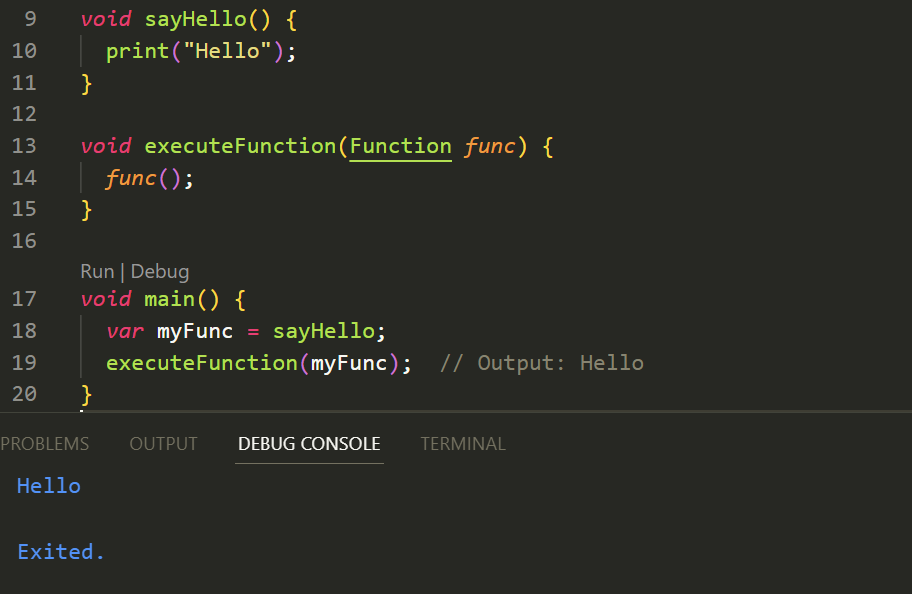 9 void sayHello() {
10 print("Hello");
11 }
12
13 void executeFunction(Function func) {
14 func();
15 }
16
Run | Debug
17 void main() {
18 var myFunc = sayHello;
19 executeFunction(myFunc); // Output: Hello
20 }
PROBLEMS OUTPUT DEBUG CONSOLE TERMINAL
Hello
Exited.